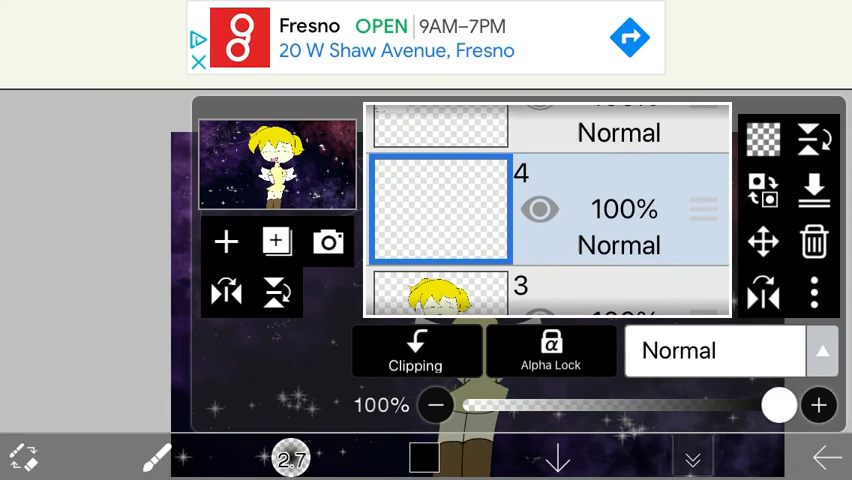 Fresno OPEN 9AM–7PM
20 W Shaw Avenue, Fresno
Normal
4
100%
Normal
3
Clipping
α
Alpha Lock
Normal
100%
2.7